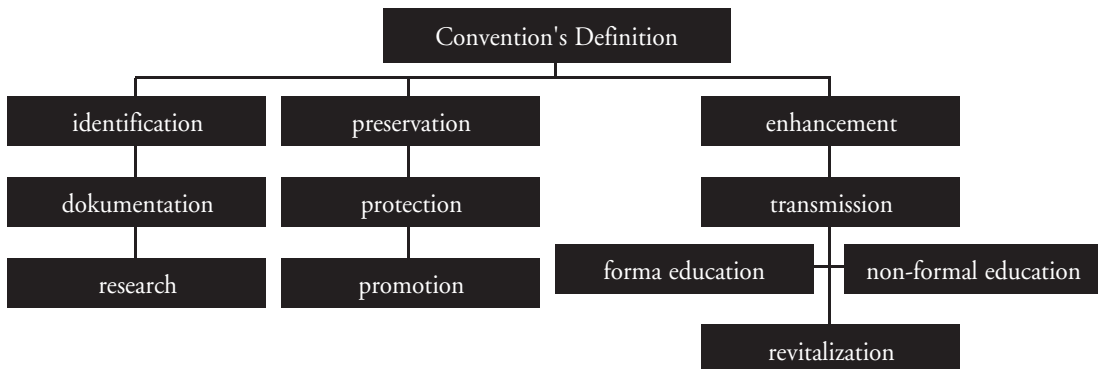 Convention's Definition
identification
preservation
enhancement
dokumentation
protection
transmission
research
promotion
forma education
non-formal education
revitalization